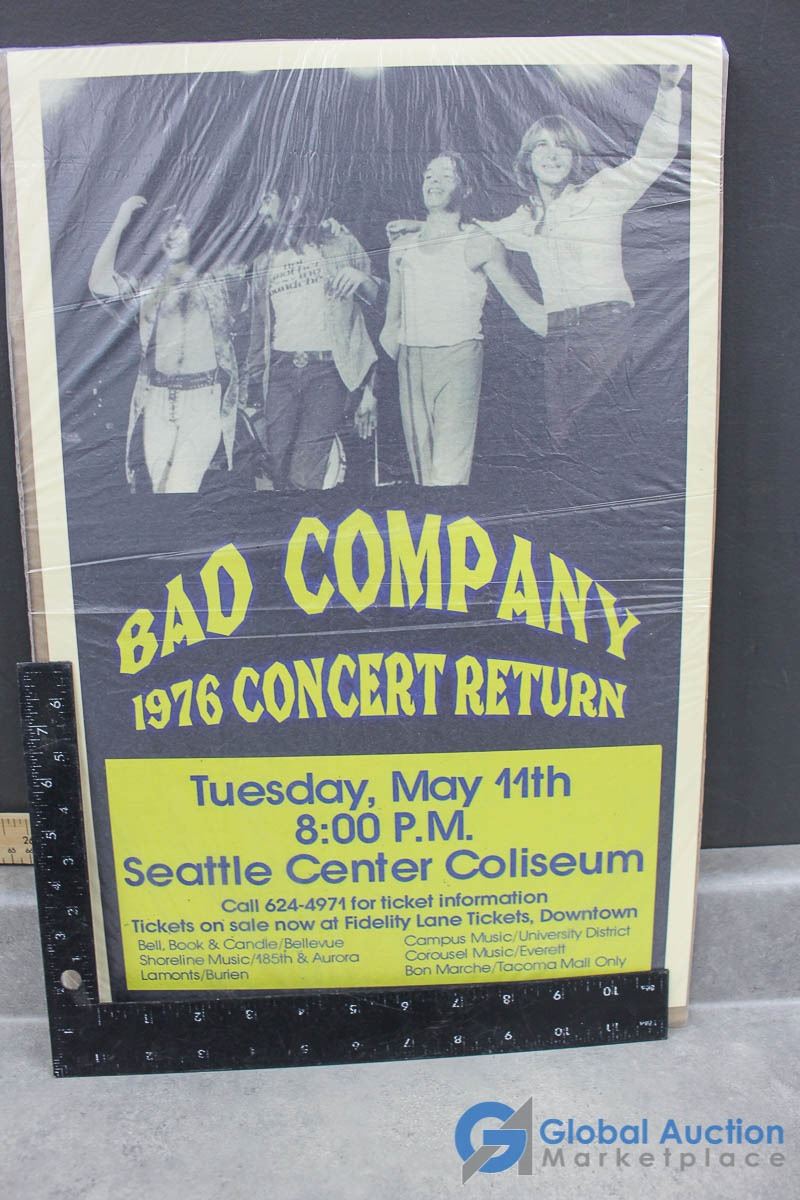 not
another
BAD COMPANY
1976 CONCERT RETURN
Tuesday, May 11th
8:00 P.M.
Seattle Center Coliseum
Call 624-4971 for ticket information
Tickets on sale now at Fidelity Lane Tickets, Downtown
Bell, Book & Candle/Bellevue
Shoreline Music/185th & Aurora
Lamonts/Burien
Campus Music/University District
Corousel Music/Everett
Bon Marche/Tacoma Mall Only
Global Auction
Marketplace